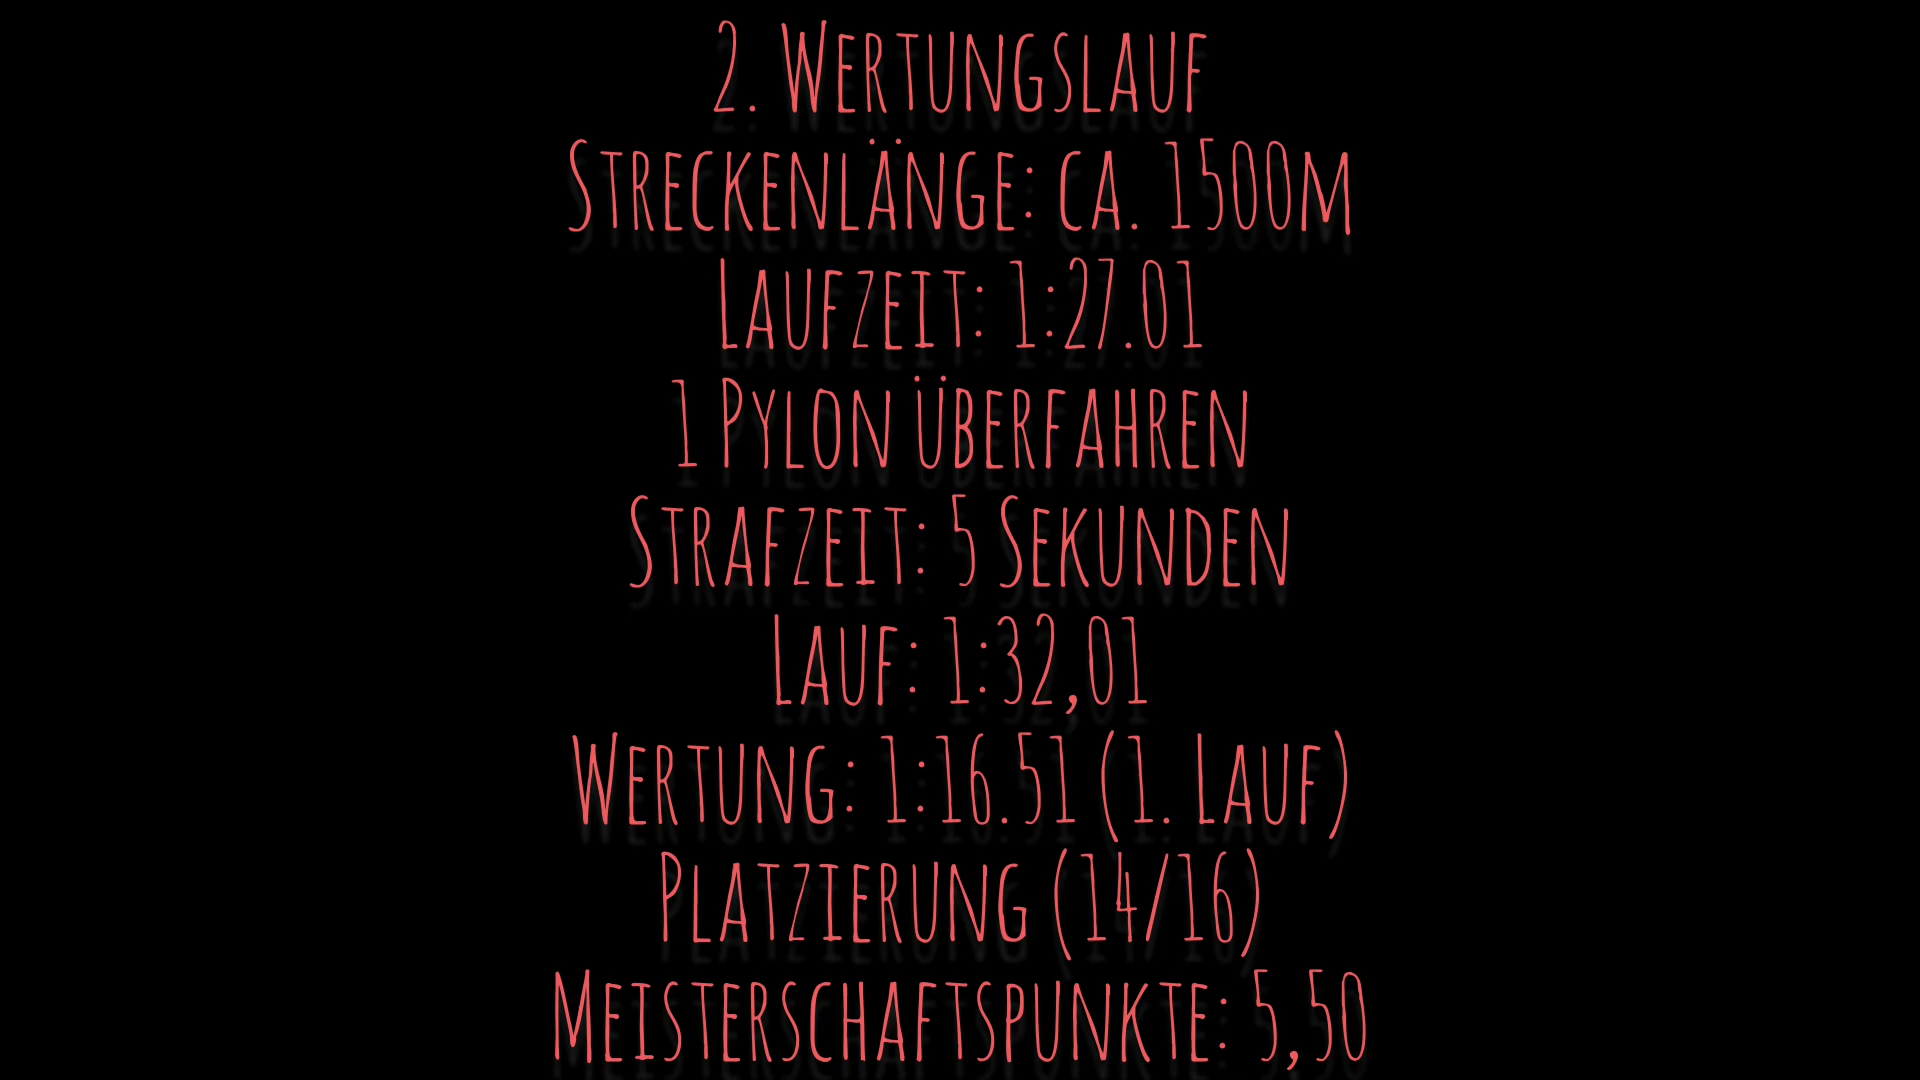 2. Wertungslauf
Streckenlänge: ca. 1500m
Laufzeit: 1:27.01
1 Pylon überfahren
Strafzeit: 5 Sekunden
Lauf: 1:32,01
Wertung: 1:16.51 (1. Lauf)
Platzierung (14/16)
Meisterschaftspunkte: 5,50